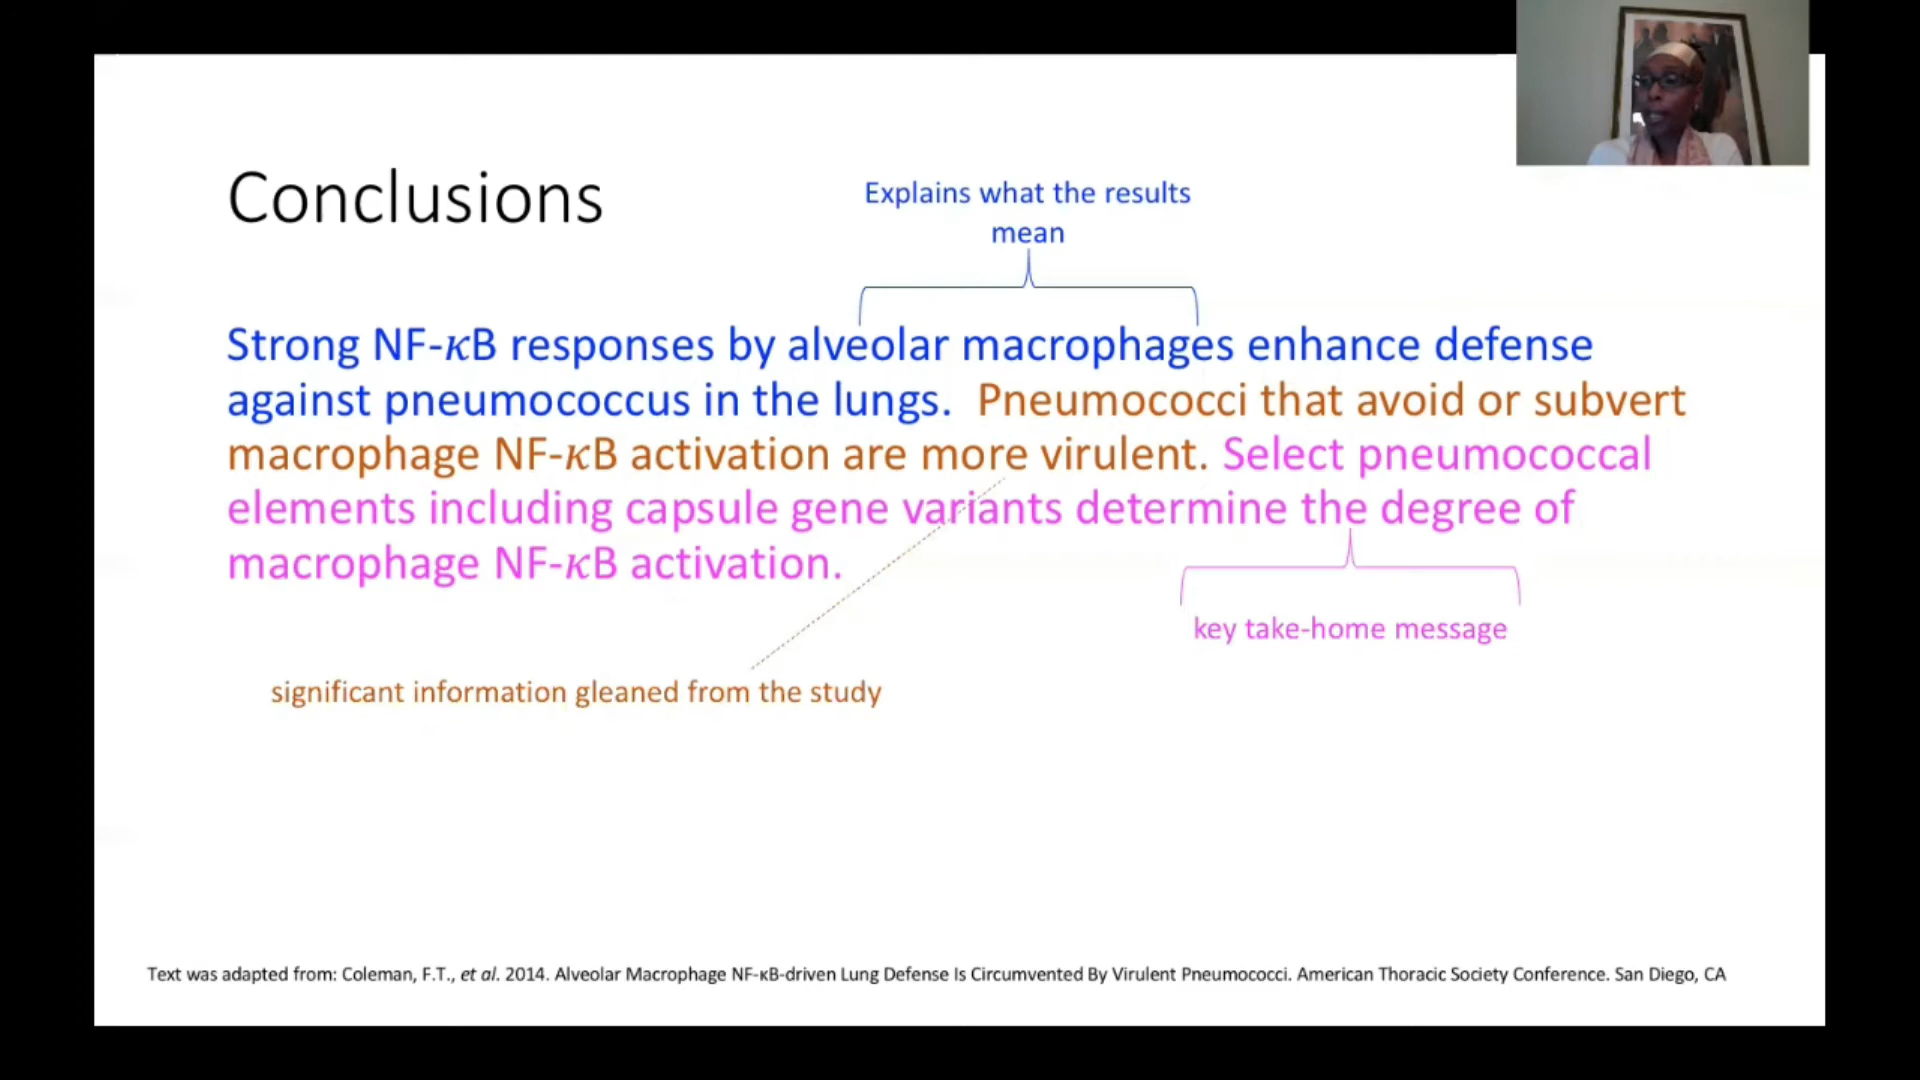 Conclusions
Explains what the results
mean
Strong NF-κB responses by alveolar macrophages enhance defense
against pneumococcus in the lungs. Pneumococci that avoid or subvert
macrophage NF-κB activation are more virulent. Select pneumococcal
elements including capsule gene variants determine the degree of
macrophage NF-κB activation.
key take-home message
significant information gleaned from the study
Text was adapted from: Coleman, F.T., et al. 2014. Alveolar Macrophage NF-κB-driven Lung Defense Is Circumvented By Virulent Pneumococci. American Thoracic Society Conference. San Diego, CA